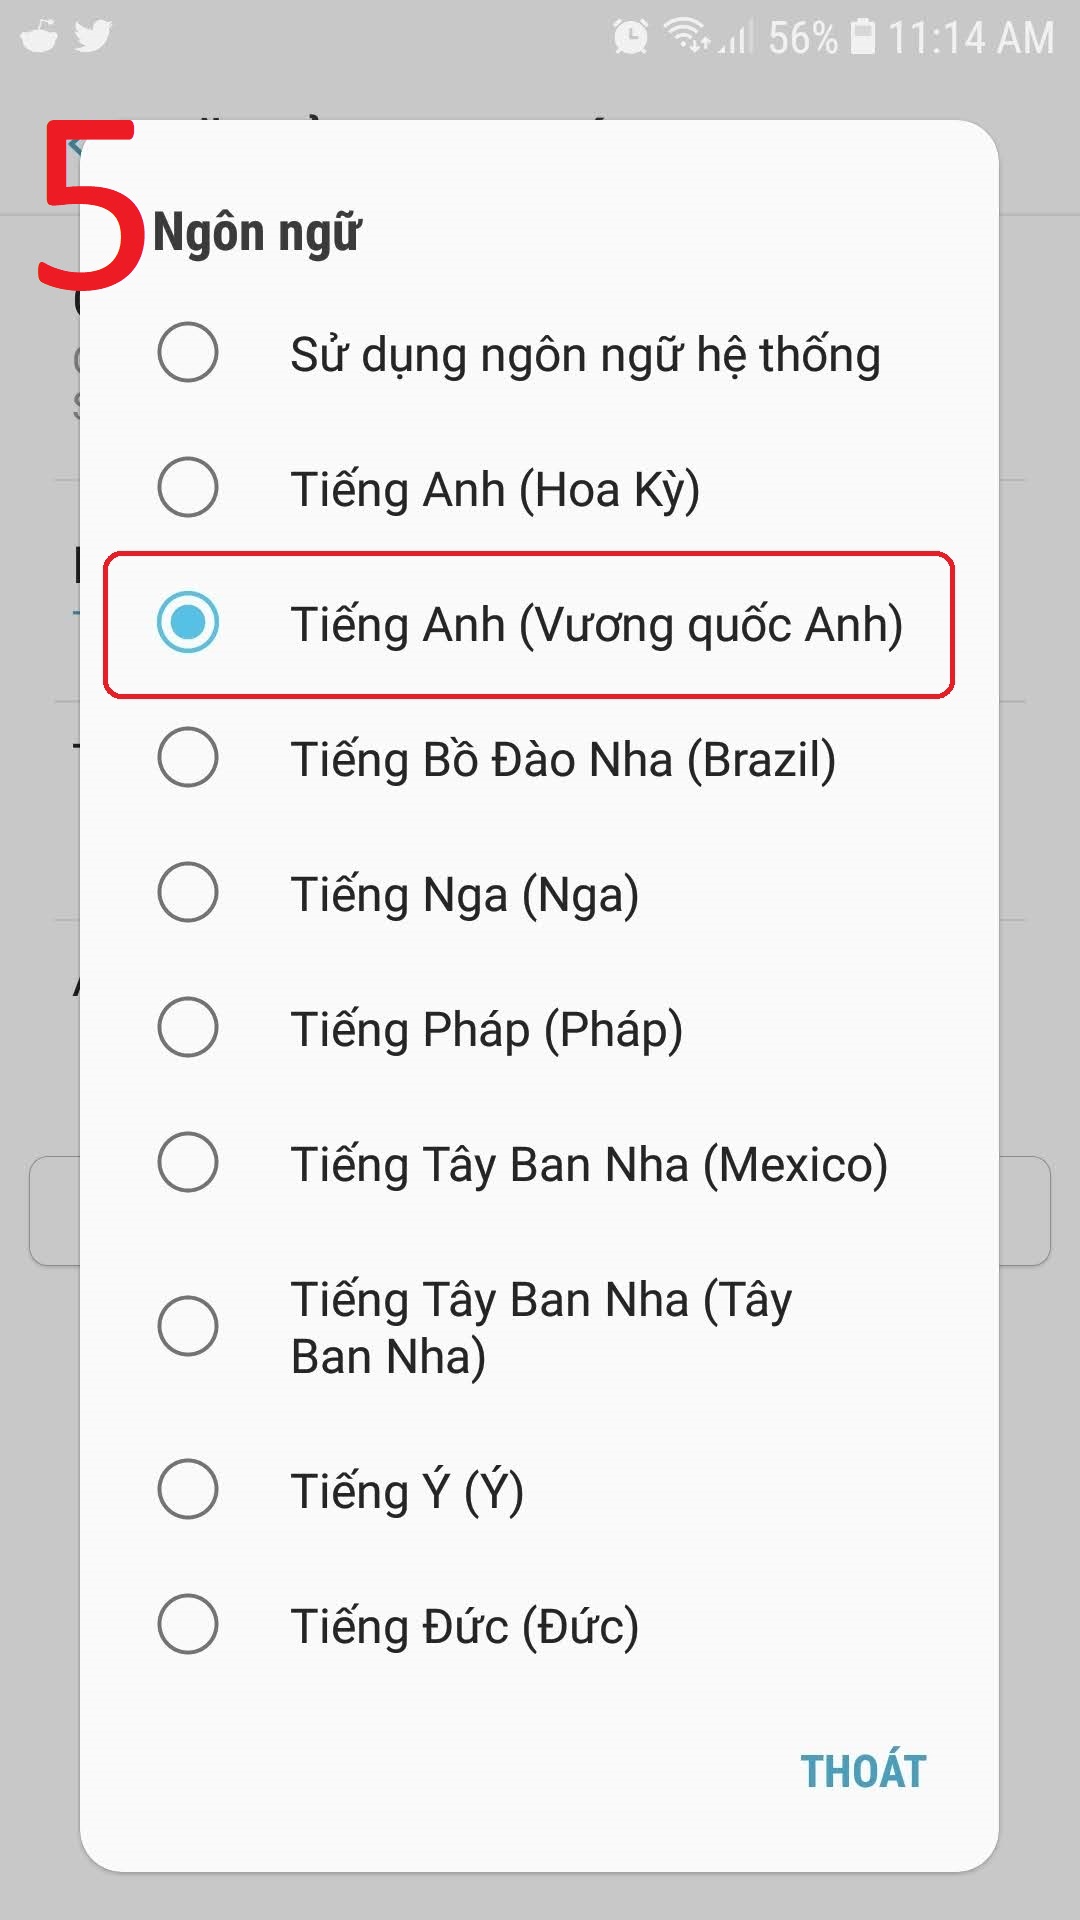 56% 11:14 AM
5
Ngôn ngữ
Sử dụng ngôn ngữ hệ thống
Tiếng Anh (Hoa Kỳ)
Tiếng Anh (Vương quốc Anh)
Tiếng Bồ Đào Nha (Brazil)
Tiếng Nga (Nga)
Tiếng Pháp (Pháp)
Tiếng Tây Ban Nha (Mexico)
Tiếng Tây Ban Nha (Tây
Ban Nha)
Tiếng Ý (Ý)
Tiếng Đức (Đức)
THOÁT